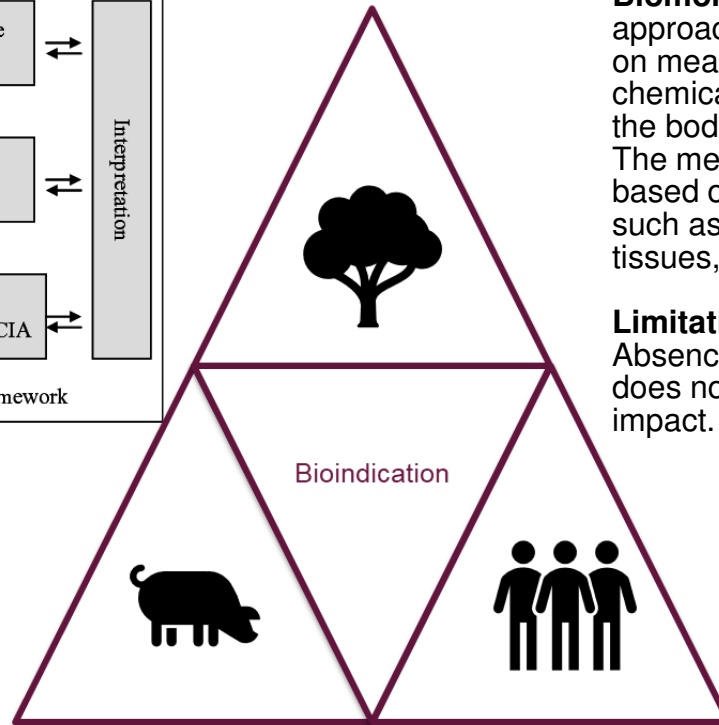 e
Interpretation
CIA
mework
approac
on mea
chemica
the bod
The me
based o
such as
tissues,
Limitati
Absenc
does no
impact.
Bioindication